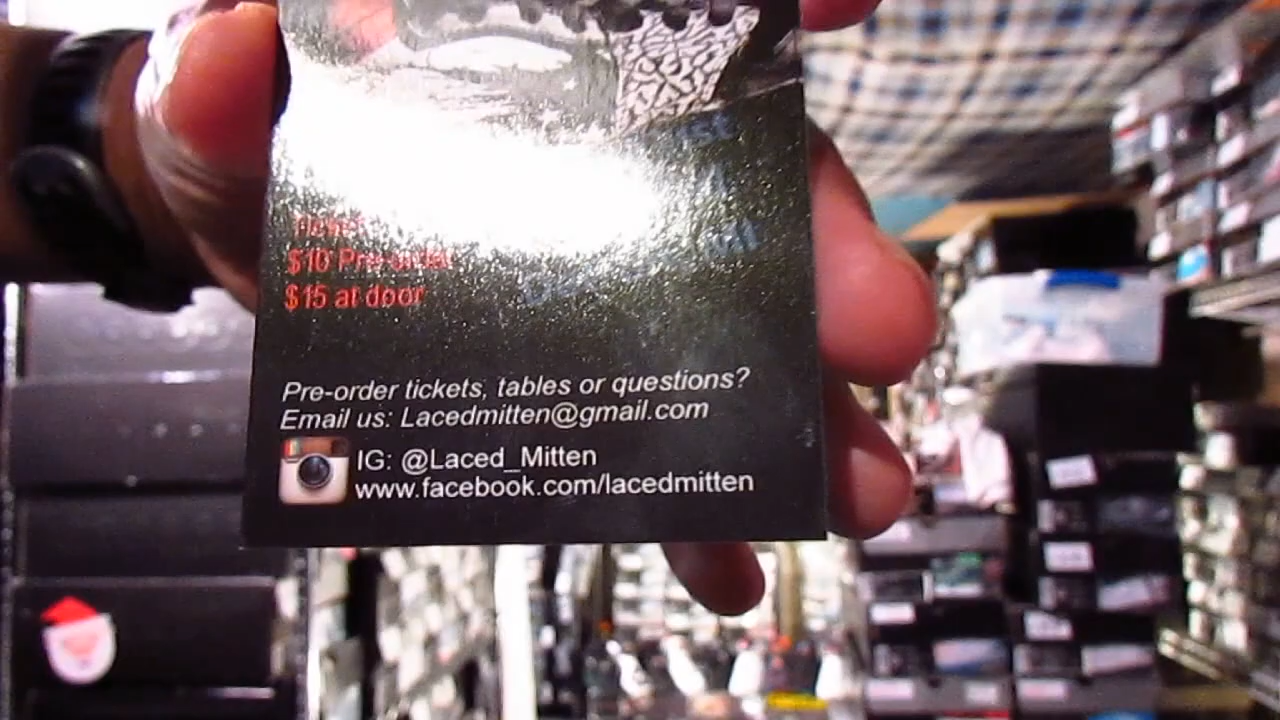 Tickets
$10 Pre-order
$15 at door
Pre-order tickets, tables or questions?
Email us: Lacedmitten@gmail.com
IG: @Laced_Mitten
www.facebook.com/lacedmitten